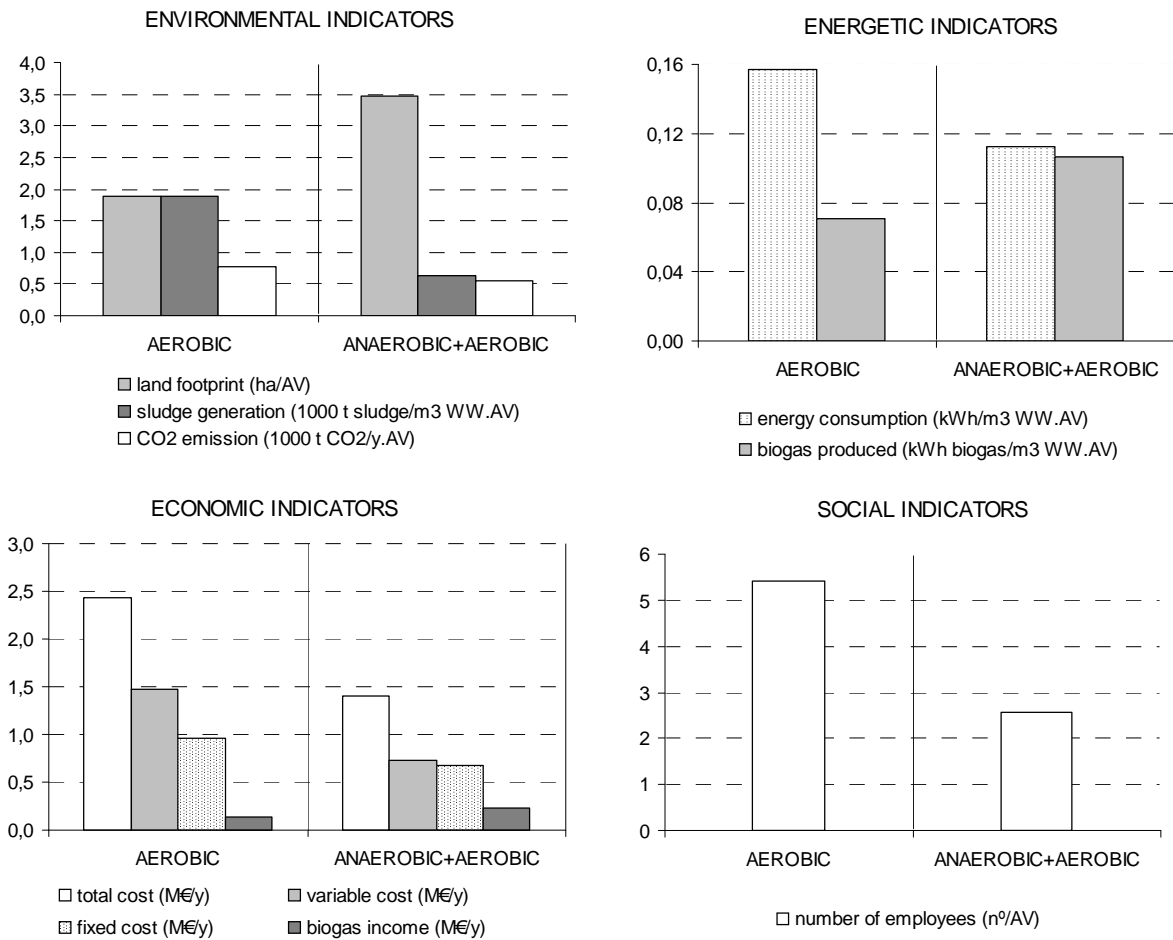 ENVIRONMENTAL INDICATORS
4,0
3,5
3,0
2,5
2,0
1,5
1,0
0,5
0,0
AEROBIC
ANAEROBIC+AEROBIC
land footprint (ha/AV)
sludge generation (1000 t sludge/m3 WW.AV)
CO2 emission (1000 t CO2/y.AV)
ENERGETIC INDICATORS
0,16
0,12
0,08
0,04
0,00
AEROBIC
ANAEROBIC+AEROBIC
energy consumption (kWh/m3 WW.AV)
biogas produced (kWh biogas/m3 WW.AV)
ECONOMIC INDICATORS
3,0
2,5
2,0
1,5
1,0
0,5
0,0
AEROBIC
ANAEROBIC+AEROBIC
total cost (M€/y)
variable cost (M€/y)
fixed cost (M€/y)
biogas income (M€/y)
SOCIAL INDICATORS
6
5
4
3
2
1
0
AEROBIC
ANAEROBIC+AEROBIC
number of employees (nº/AV)